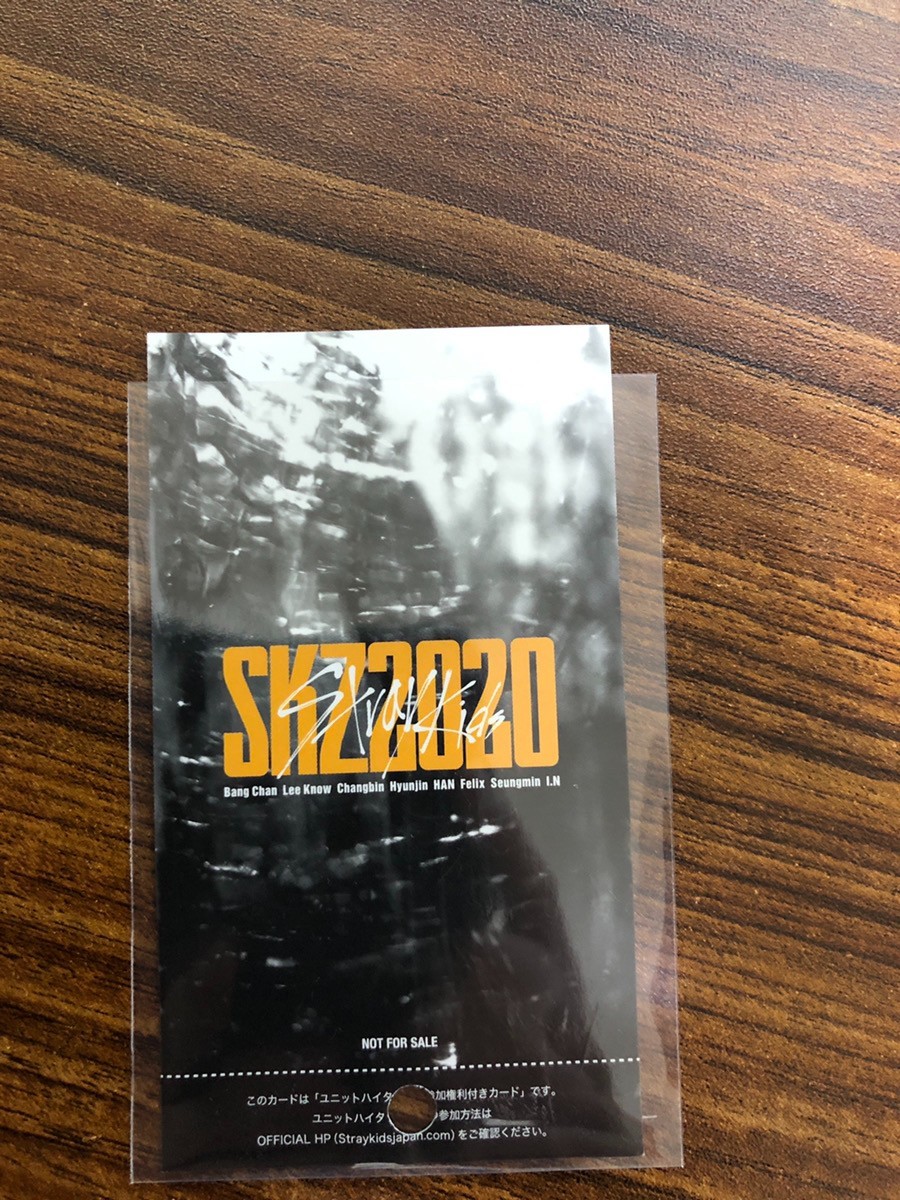 SKZ2020
Stray Kids
Bang Chan Lee Know Changbin Hyunjin HAN Felix Seungmin I.N
NOT FOR SALE
このカードは「ユニットハイタ 参加権利付きカード」です。
ユニットハイタ 参加方法は
OFFICIAL HP (Straykidsjapan.com) をご確認ください。